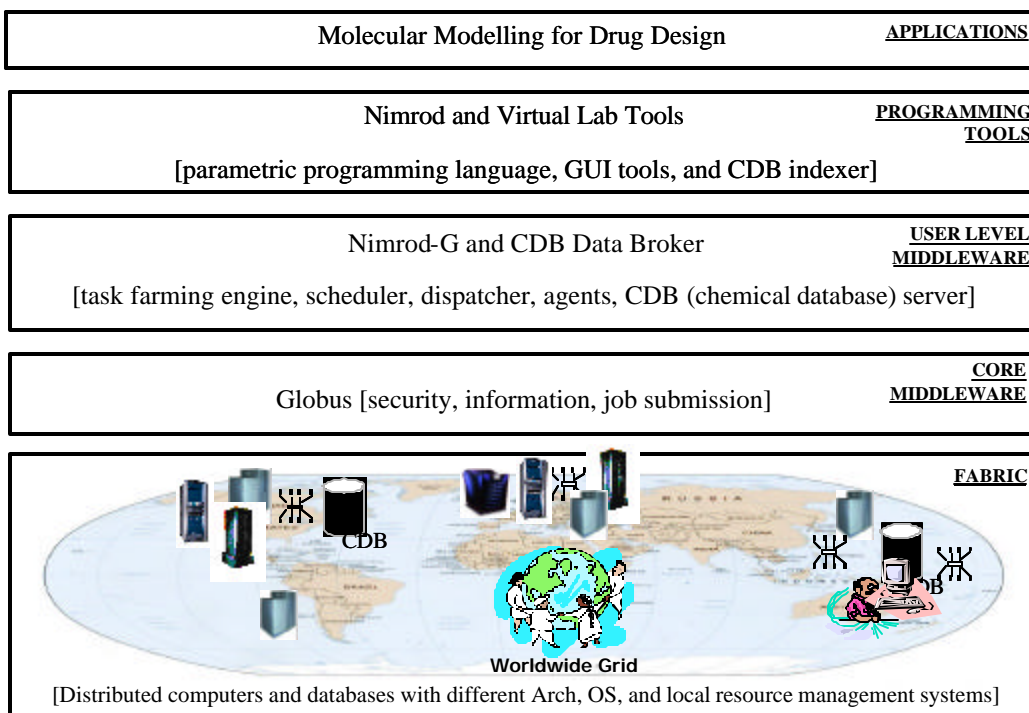 Molecular Modelling for Drug Design
APPLICATIONS
Nimrod and Virtual Lab Tools
PROGRAMMING
TOOLS
[parametric programming language, GUI tools, and CDB indexer]
Nimrod-G and CDB Data Broker
USER LEVEL
MIDDLEWARE
[task farming engine, scheduler, dispatcher, agents, CDB (chemical database) server]
Globus [security, information, job submission]
CORE
MIDDLEWARE
FABRIC
RUSSIA
CDB
BRAZIL
Worldwide Grid
[Distributed computers and databases with different Arch, OS, and local resource management systems]